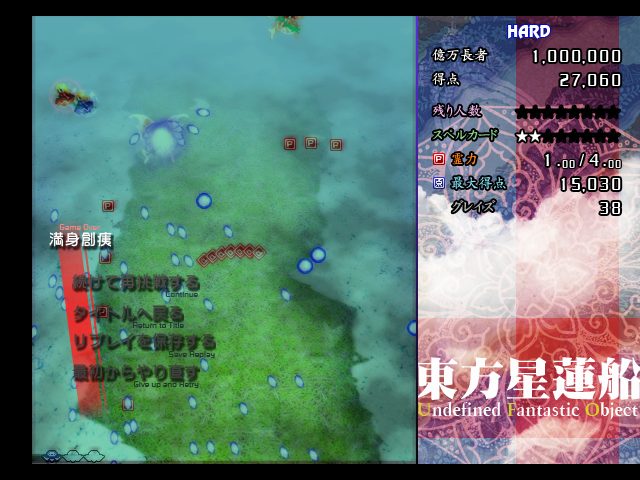 HARD
億万長者 1,000,000
得点 27,060
残り人数
スペルカード
P 霊力 1.00/4.00
最大得点 15,030
グレイズ 38
Game Over
満身創痍
続けて再挑戦する
Continue
タイトルへ戻る
Return to Title
リプレイを保存する
Save Replay
最初からやり直す
Give up and Retry
東方星蓮船
Undefined Fantastic Object